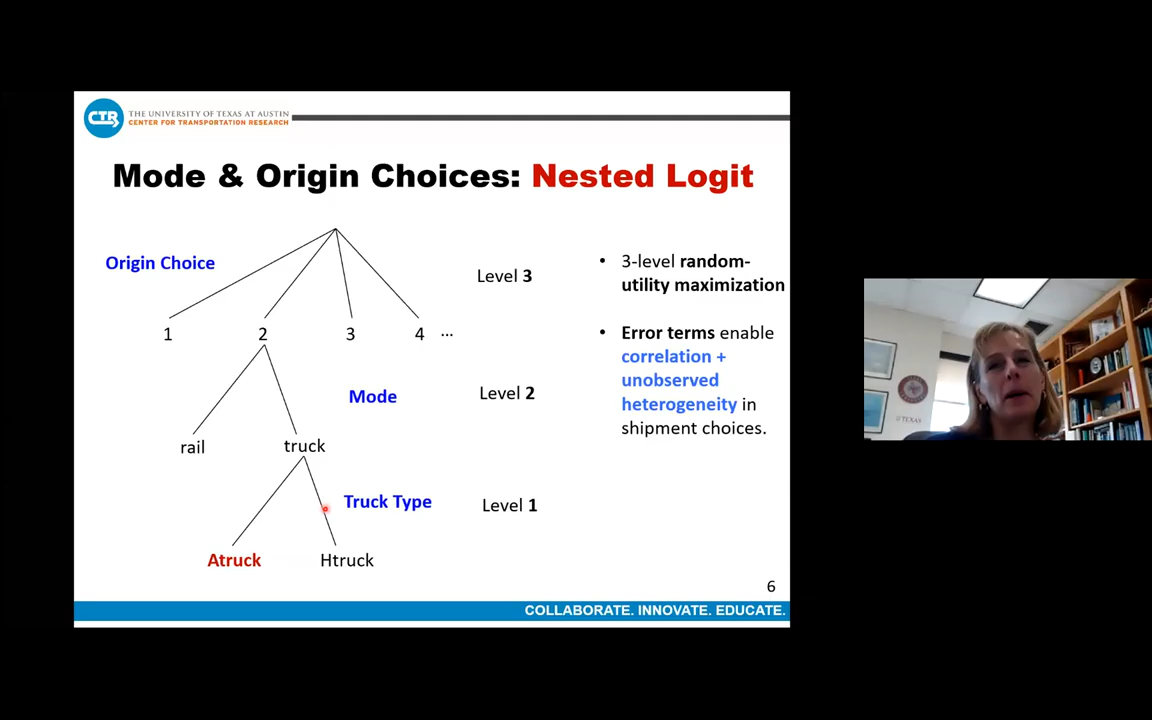 CTR
THE UNIVERSITY OF TEXAS AT AUSTIN
CENTER FOR TRANSPORTATION RESEARCH
Mode & Origin Choices: Nested Logit
Origin Choice
Level 3
1 2 3 4 ...
Mode
Level 2
rail truck
Truck Type
Level 1
Atruck Htruck
• 3-level random-
utility maximization
• Error terms enable
correlation +
unobserved
heterogeneity in
shipment choices.
6
COLLABORATE. INNOVATE. EDUCATE.
TEXAS